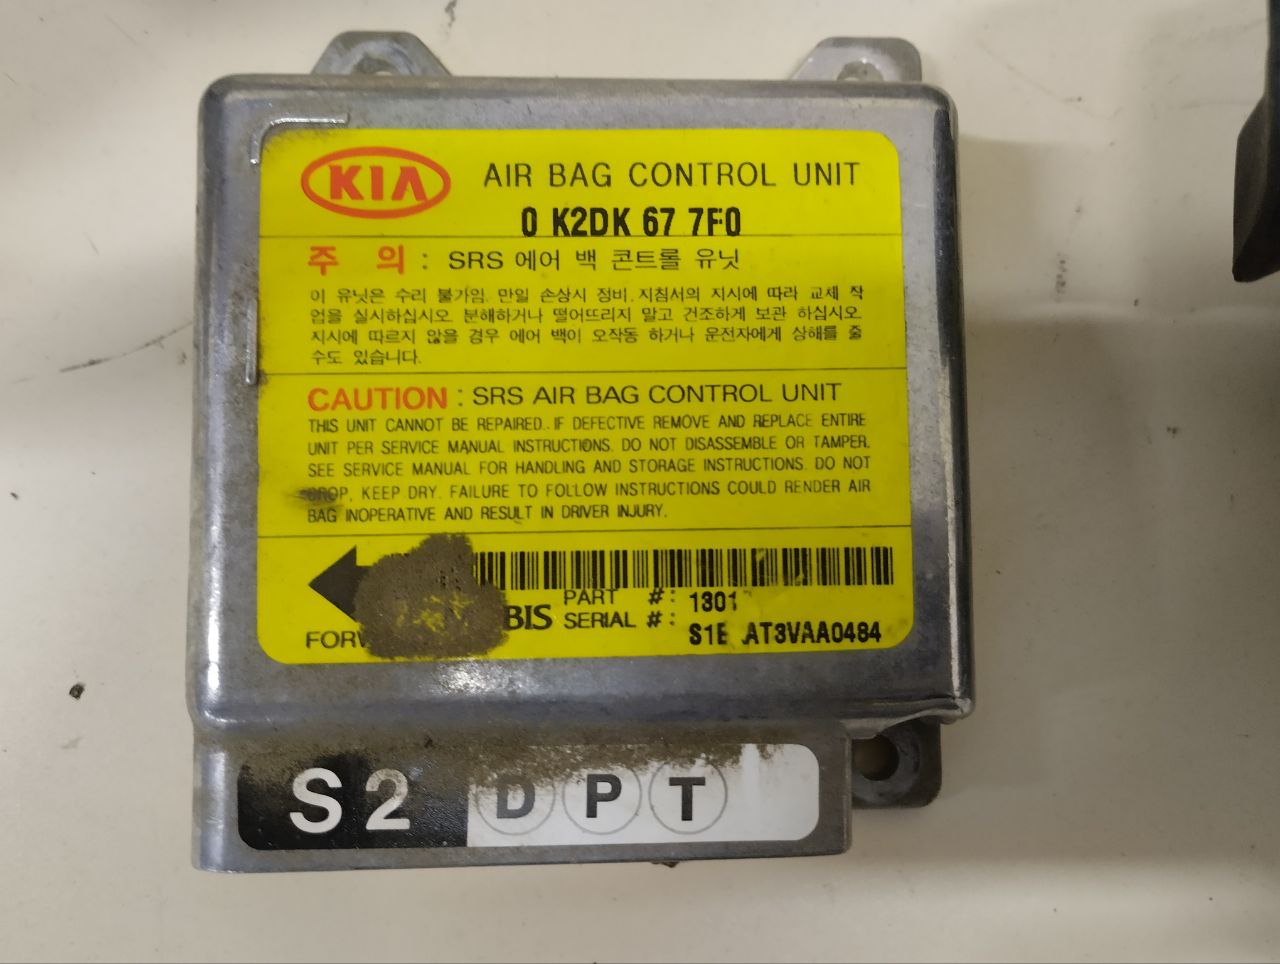 KIA AIR BAG CONTROL UNIT
0 K2DK 67 7F0
주 의 : SRS 에어 백 콘트롤 유닛
이 유닛은 수리 불가임. 만일 손상시 정비 지침서의 지시에 따라 교체 작
업을 실시하십시오. 분해하거나 떨어뜨리지 말고 건조하게 보관 하십시오.
지시에 따르지 않을 경우 에어 백이 오작동 하거나 운전자에게 상해를 줄
수도 있습니다.
CAUTION : SRS AIR BAG CONTROL UNIT
THIS UNIT CANNOT BE REPAIRED. IF DEFECTIVE REMOVE AND REPLACE ENTIRE
UNIT PER SERVICE MANUAL INSTRUCTIONS. DO NOT DISASSEMBLE OR TAMPER.
SEE SERVICE MANUAL FOR HANDLING AND STORAGE INSTRUCTIONS. DO NOT
DROP, KEEP DRY. FAILURE TO FOLLOW INSTRUCTIONS COULD RENDER AIR
BAG INOPERATIVE AND RESULT IN DRIVER INJURY.
PART #: 1301
SERIAL #: S1E AT3VAA0484
S2 D P T